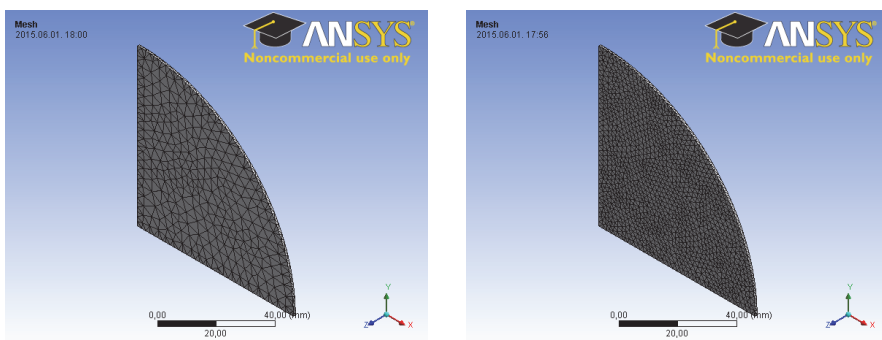 Mesh
2015.06.01. 18:00
ANSYS®
Noncommercial use only
0,00
40,00 (mm)
20,00
Y
Z
X
Mesh
2015.06.01. 17:56
ANSYS®
Noncommercial use only
0,00
40,00 (mm)
20,00
Y
Z
X